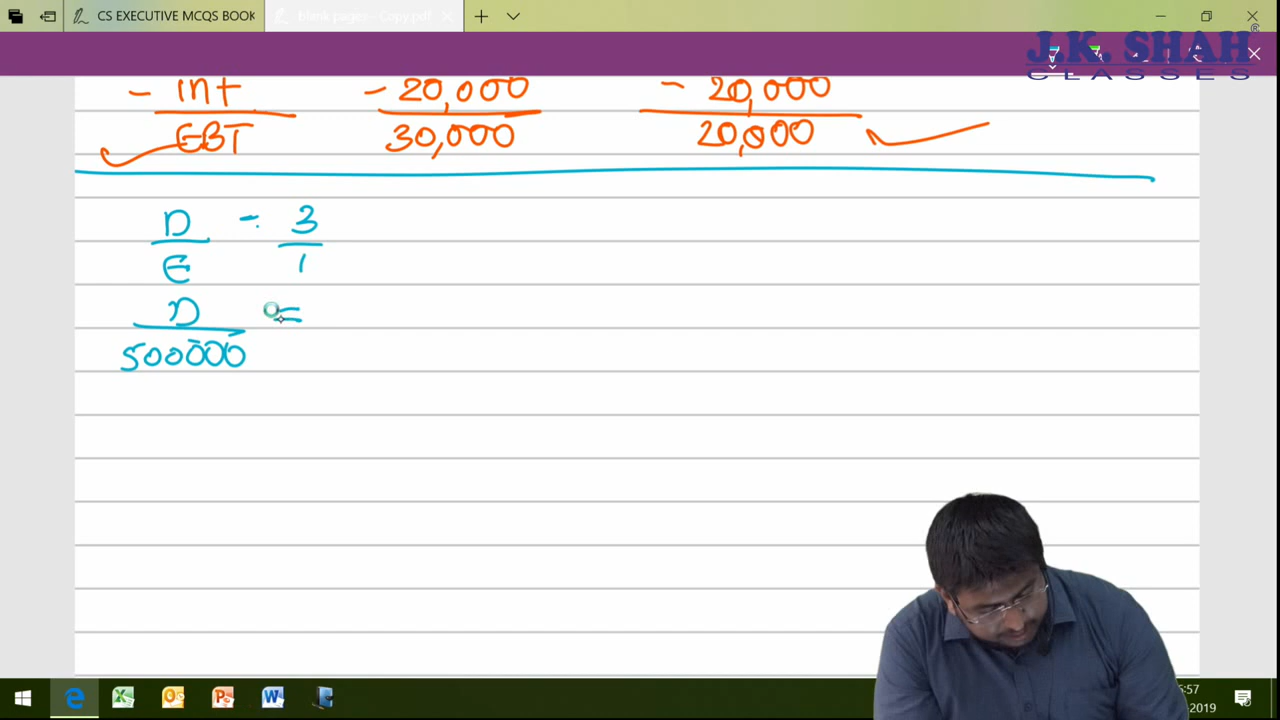 CS EXECUTIVE MCQS BOOK
blank pages - Copy.pdf
J.K. SHAH®
CLASSES
- Int - 20,000 - 20,000
EBT 30,000 20,000
D = 3
E 1
D =
500000
:57
2019